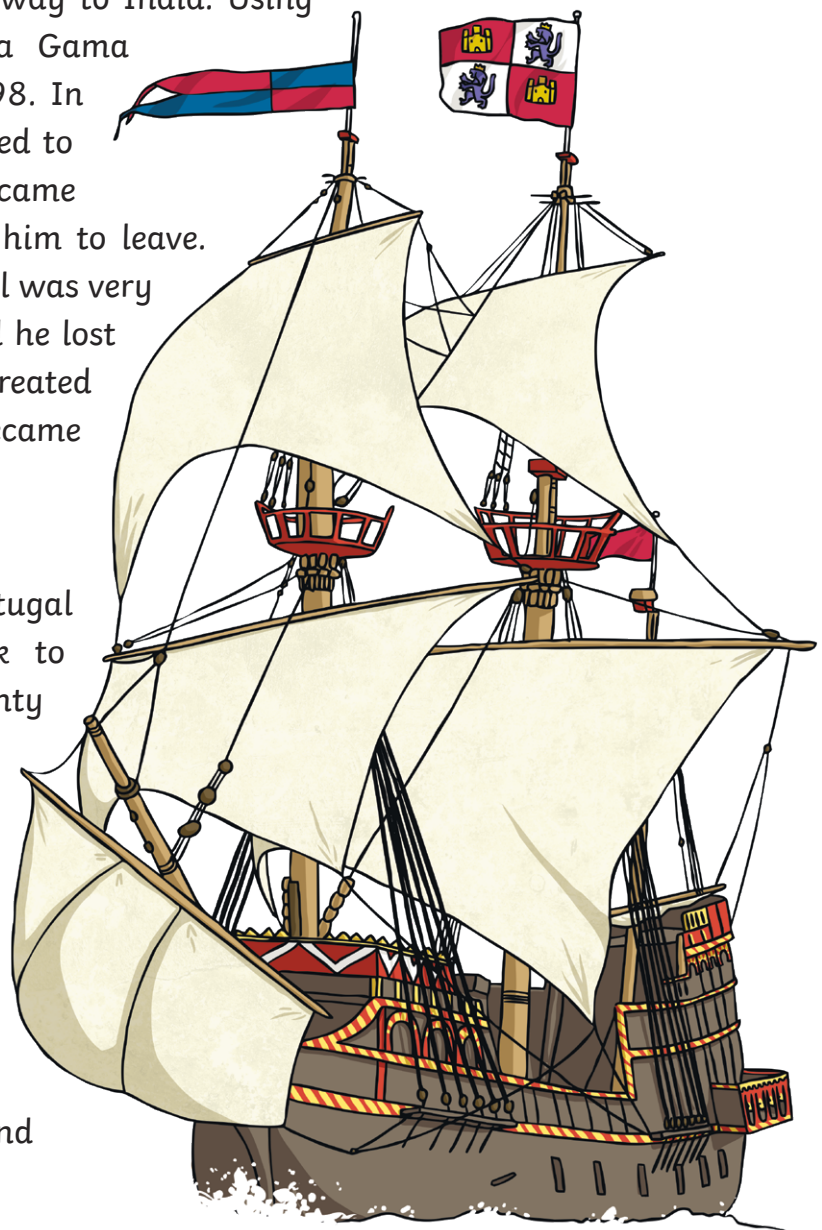 way to India. Using
a Gama
98. In
ed to
came
him to leave.
l was very
he lost
reated
came
tugal
to
nty
nd